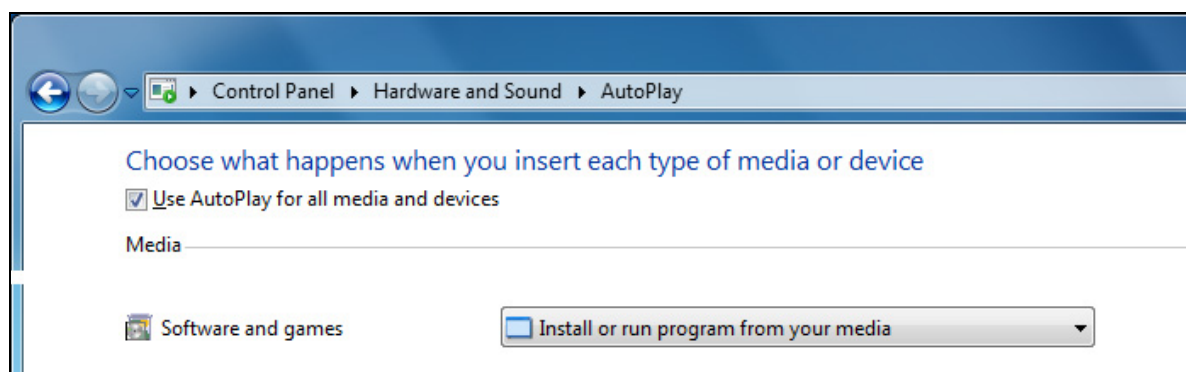 Control Panel Hardware and Sound AutoPlay
Choose what happens when you insert each type of media or device
Use AutoPlay for all media and devices
Media
Software and games Install or run program from your media